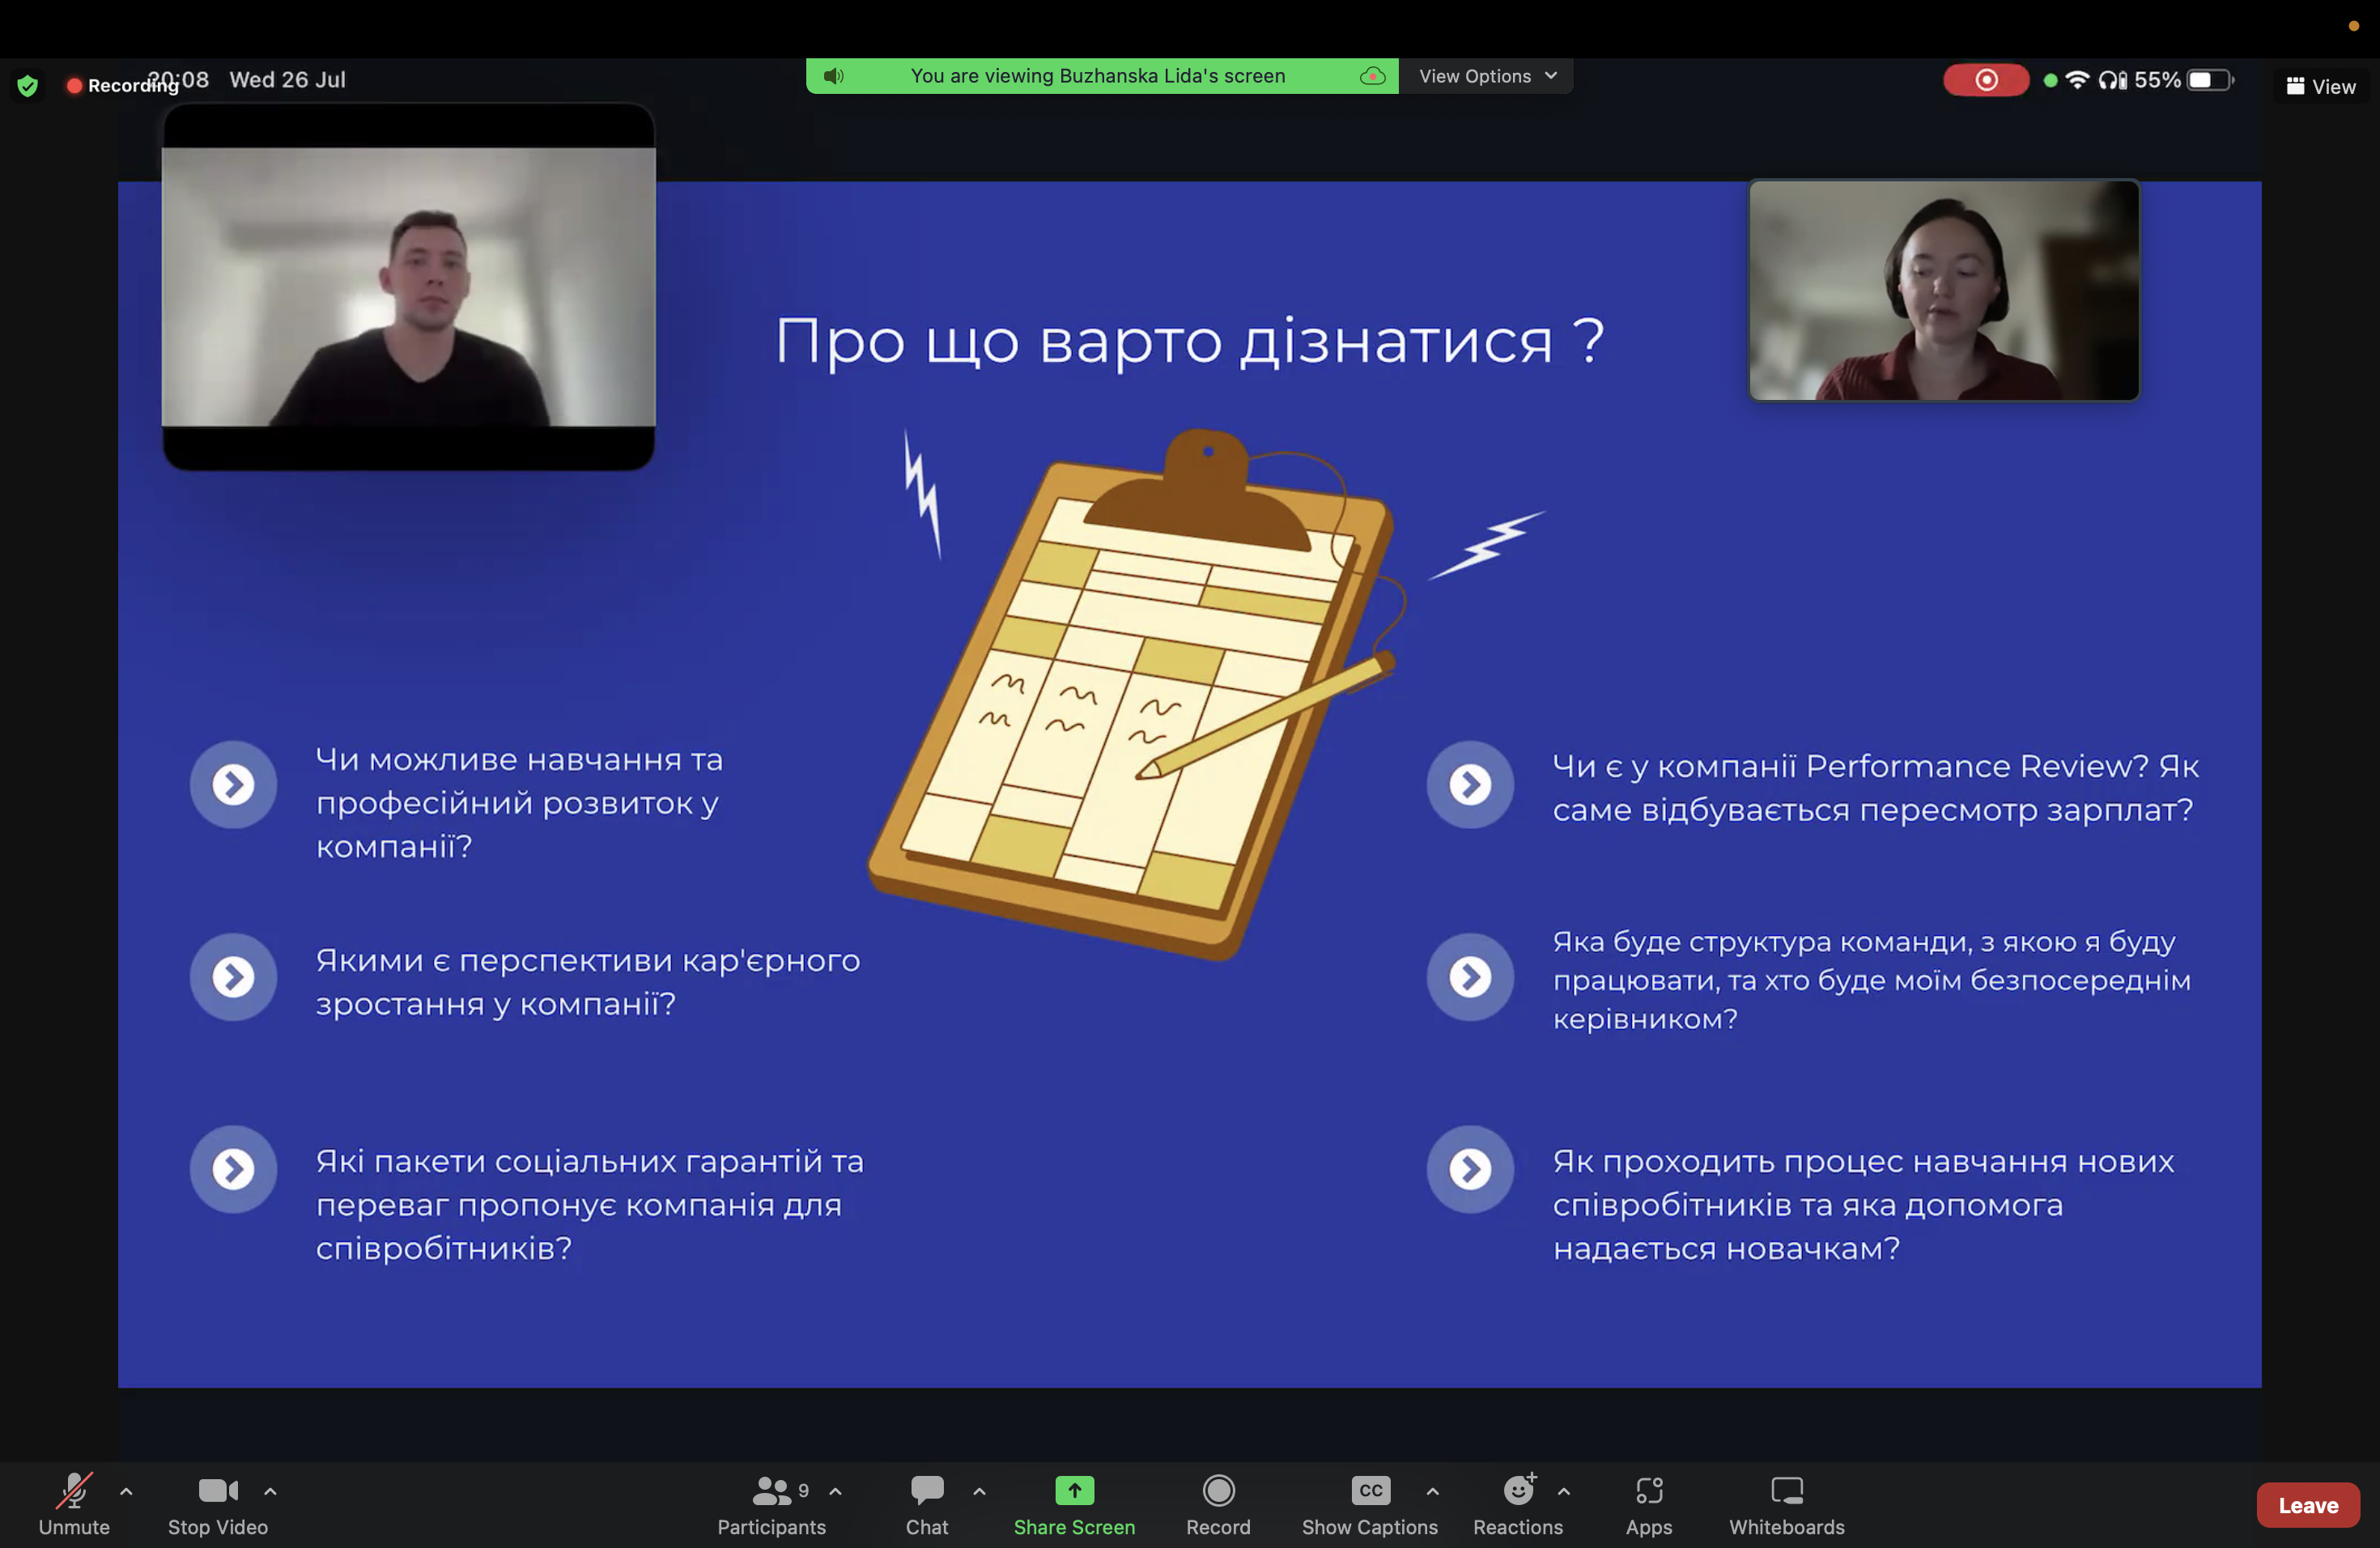 Recording
20:08 Wed 26 Jul
You are viewing Buzhanska Lida's screen
View Options
55%
View
Про що варто дізнатися ?
Чи можливе навчання та
професійний розвиток у
компанії?
Якими є перспективи кар'єрного
зростання у компанії?
Які пакети соціальних гарантій та
переваг пропонує компанія для
співробітників?
Чи є у компанії Performance Review? Як
саме відбувається пересмотр зарплат?
Яка буде структура команди, з якою я буду
працювати, та хто буде моїм безпосереднім
керівником?
Як проходить процес навчання нових
співробітників та яка допомога
надається новачкам?
Unmute
Stop Video
9
Participants
Chat
Share Screen
Record
CC
Show Captions
Reactions
Apps
Whiteboards
Leave